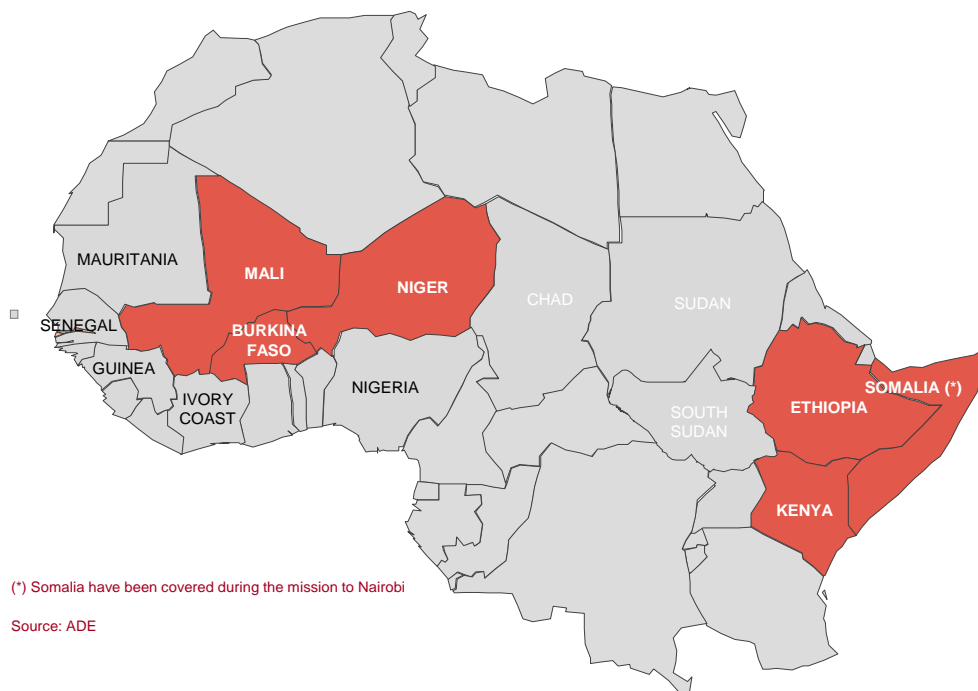 MAURITANIA
MALI
NIGER
CHAD
SUDAN
SENEGAL
BURKINA
FASO
GUINEA
IVORY
COAST
NIGERIA
SOUTH
SUDAN
ETHIOPIA
SOMALIA (*)
KENYA
(*) Somalia have been covered during the mission to Nairobi
Source: ADE